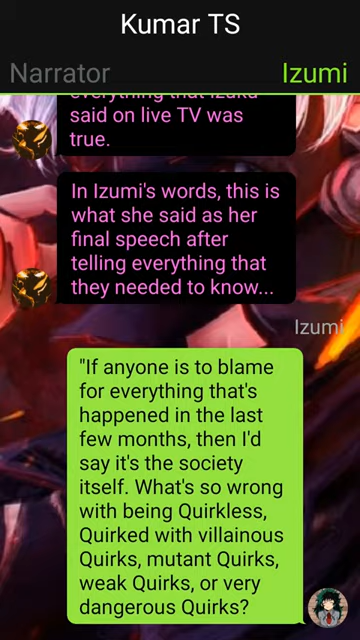 Kumar TS
Narrator
Izumi
everything that Izuku
said on live TV was
true.
In Izumi's words, this is
what she said as her
final speech after
telling everything that
they needed to know...
Izumi
"If anyone is to blame
for everything that's
happened in the last
few months, then I'd
say it's the society
itself. What's so wrong
with being Quirkless,
Quirked with villainous
Quirks, mutant Quirks,
weak Quirks, or very
dangerous Quirks?